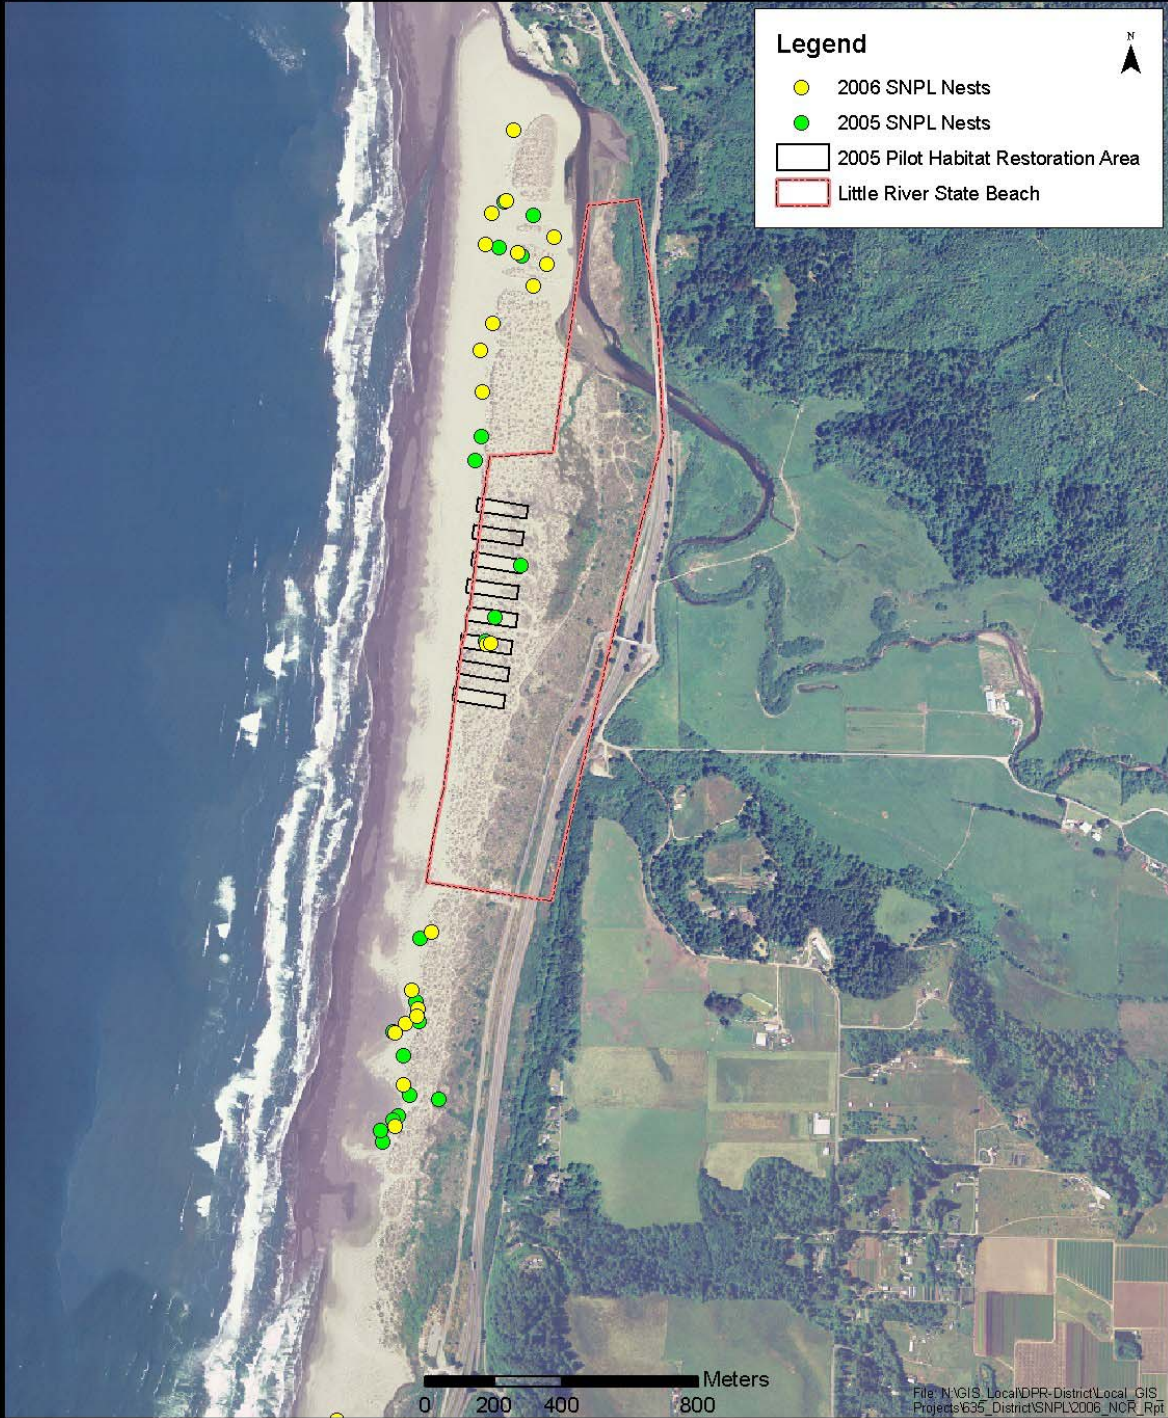 Legend
N
2006 SNPL Nests
2005 SNPL Nests
2005 Pilot Habitat Restoration Area
Little River State Beach
Meters
0 200 400 800
File: N:\GIS_Local\DPR-District\Local_GIS_
Projects\635_District\SNPL\2006_NCR_Rpt